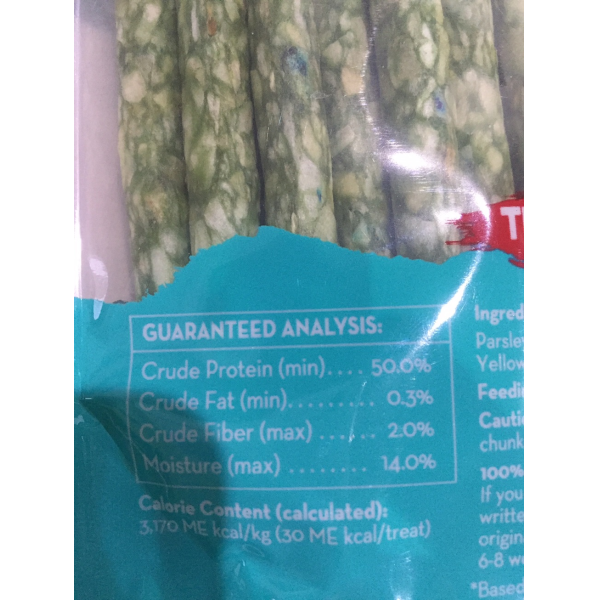 T
GUARANTEED ANALYSIS:
Crude Protein (min).... 50.0%
Crude Fat (min)......... 0.3%
Crude Fiber (max) ...... 2.0%
Moisture (max) ........ 14.0%
Calorie Content (calculated):
3,170 ME kcal/kg (30 ME kcal/treat)
Ingred
Parsley
Yellow
Feedi
Cauti
chunk
100%
If you
writte
origin
6-8 w
*Based